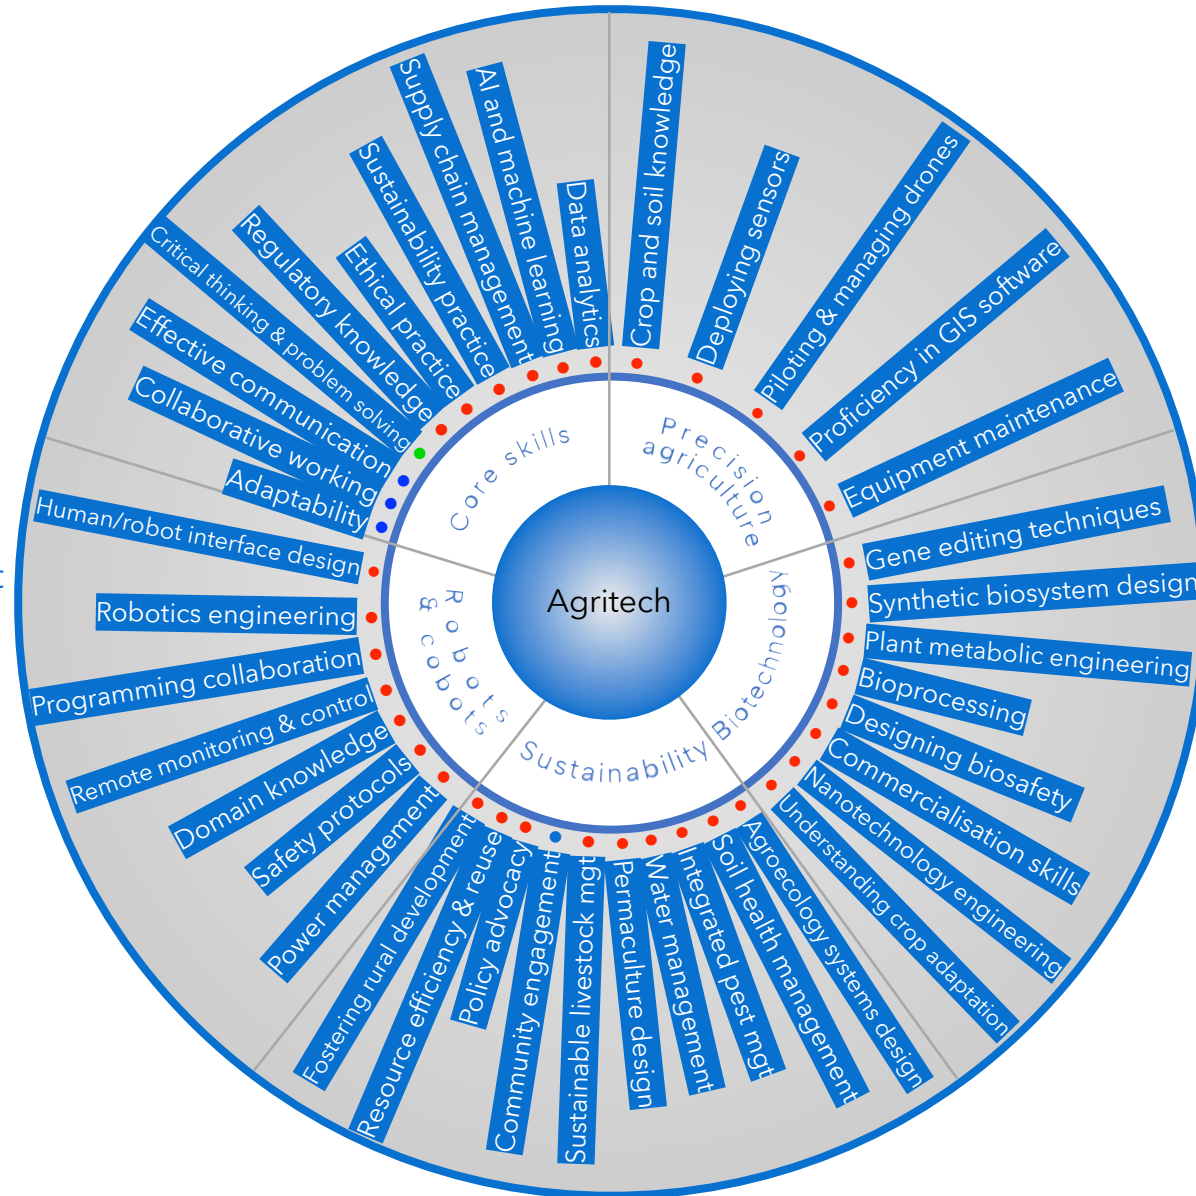 Agritech
Core skills
Precision
agriculture
Biotechnology
Sustainability
Robots
& cobots
Crop and soil knowledge
Deploying sensors
Piloting & managing drones
Proficiency in GIS software
Equipment maintenance
Gene editing techniques
Synthetic biosystem design
Plant metabolic engineering
Bioprocessing
Designing biosafety
Commercialisation skills
Nanotechnology engineering
Understanding crop adaptation
Agroecology systems design
Soil health management
Integrated pest mgt
Water management
Permaculture design
Sustainable livestock mgt
Community engagement
Policy advocacy
Resource efficiency & reuse
Fostering rural development
Power management
Safety protocols
Domain knowledge
Remote monitoring & control
Programming collaboration
Robotics engineering
Human/robot interface design
Adaptability
Collaborative working
Effective communication
Critical thinking & problem solving
Regulatory knowledge
Ethical practice
Sustainability practice
Supply chain management
AI and machine learning
Data analytics